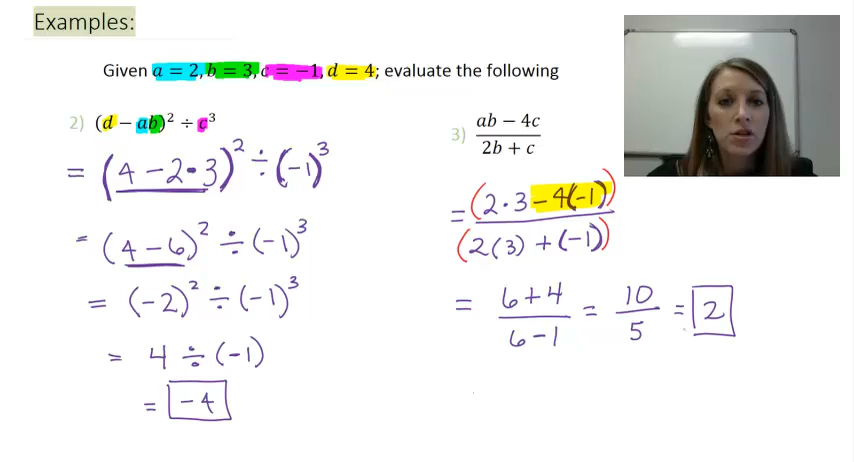 Examples:
Given a = 2, b = 3, c = −1, d = 4; evaluate the following
2) (d − ab)² ÷ c³
= (4 − 2 • 3)² ÷ (−1)³
= (4 − 6)² ÷ (−1)³
= (−2)² ÷ (−1)³
= 4 ÷ (−1)
= −4
3) ab − 4c
2b + c
= (2 · 3 − 4(−1))
(2(3) + (−1))
= 6 + 4 = 10 = 2
6 − 1 5